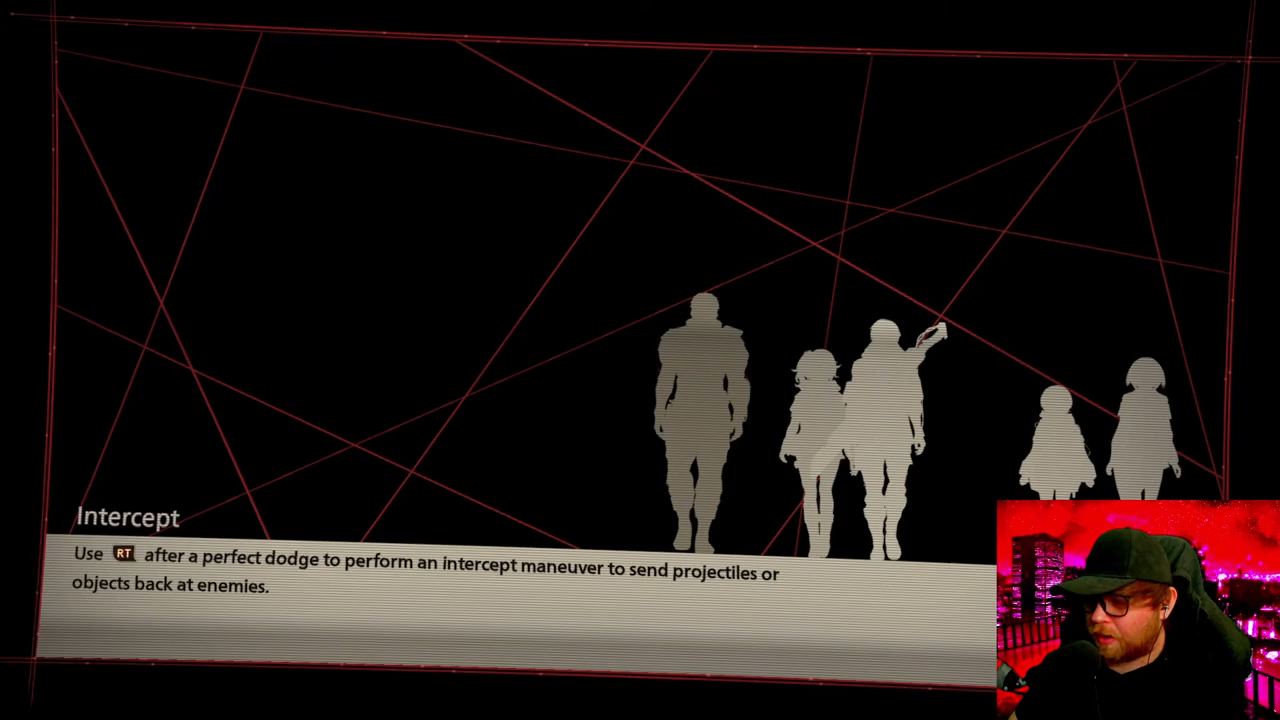 Intercept
Use RT after a perfect dodge to perform an intercept maneuver to send projectiles or
objects back at enemies.